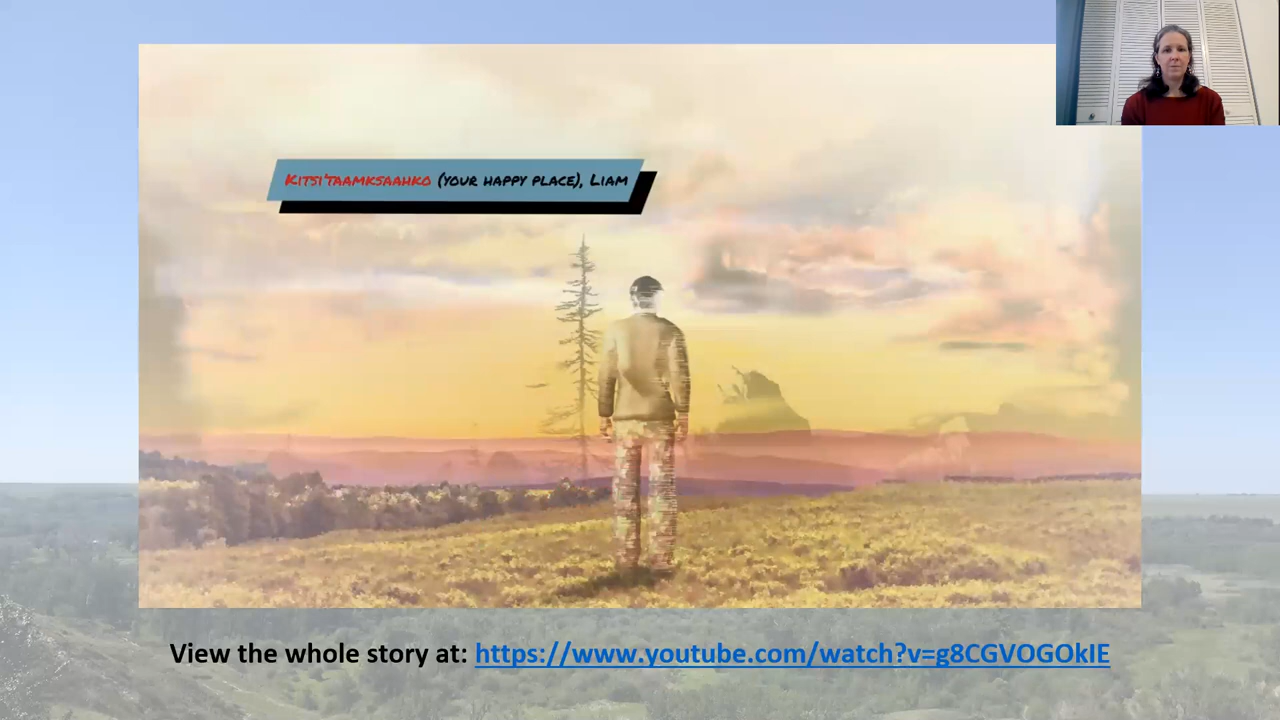 Kitsi'taamksaahko (your happy place), Liam
View the whole story at: https://www.youtube.com/watch?v=g8CGVOGOkIE